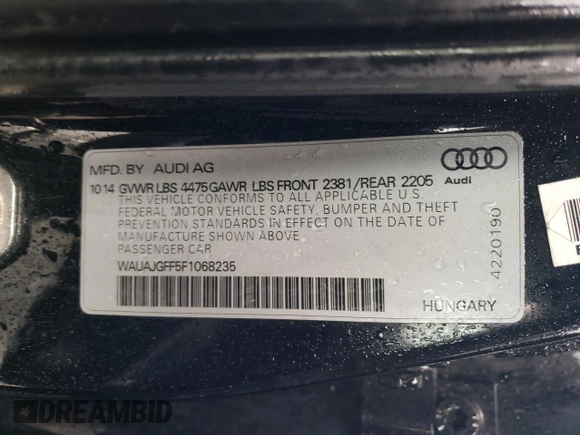 MFD. BY AUDI AG
1014 GVWR LBS 4475 GAWR LBS FRONT 2381/REAR 2205
Audi
THIS VEHICLE CONFORMS TO ALL APPLICABLE U.S.
FEDERAL MOTOR VEHICLE SAFETY, BUMPER AND THEFT
PREVENTION STANDARDS IN EFFECT ON THE DATE OF
MANUFACTURE SHOWN ABOVE
PASSENGER CAR
WAUAJGFF5F1068235
HUNGARY
4220190
DREAMBID